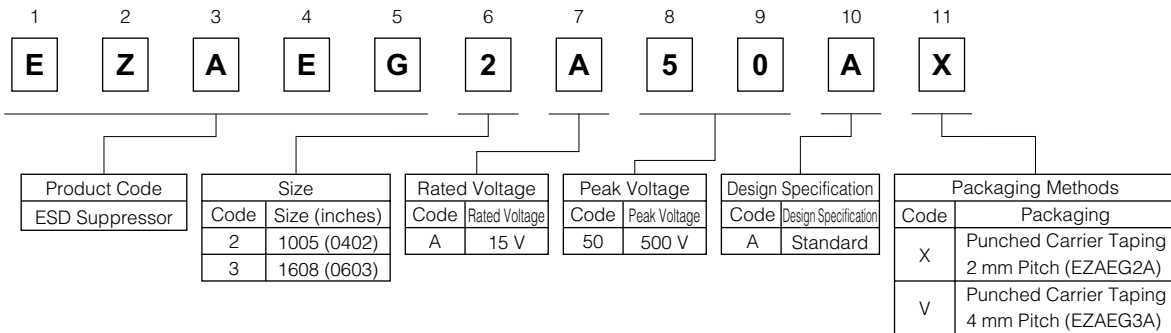 1 2 3 4 5 6 7 8 9 10 11
E Z A E G 2 A 5 0 A X
Product Code
ESD Suppressor
Size
Code Size (inches)
2 1005 (0402)
3 1608 (0603)
Rated Voltage
Code Rated Voltage
A 15 V
Peak Voltage
Code Peak Voltage
50 500 V
Design Specification
Code Design Specification
A Standard
Packaging Methods
Code Packaging
X Punched Carrier Taping
2 mm Pitch (EZAEG2A)
V Punched Carrier Taping
4 mm Pitch (EZAEG3A)